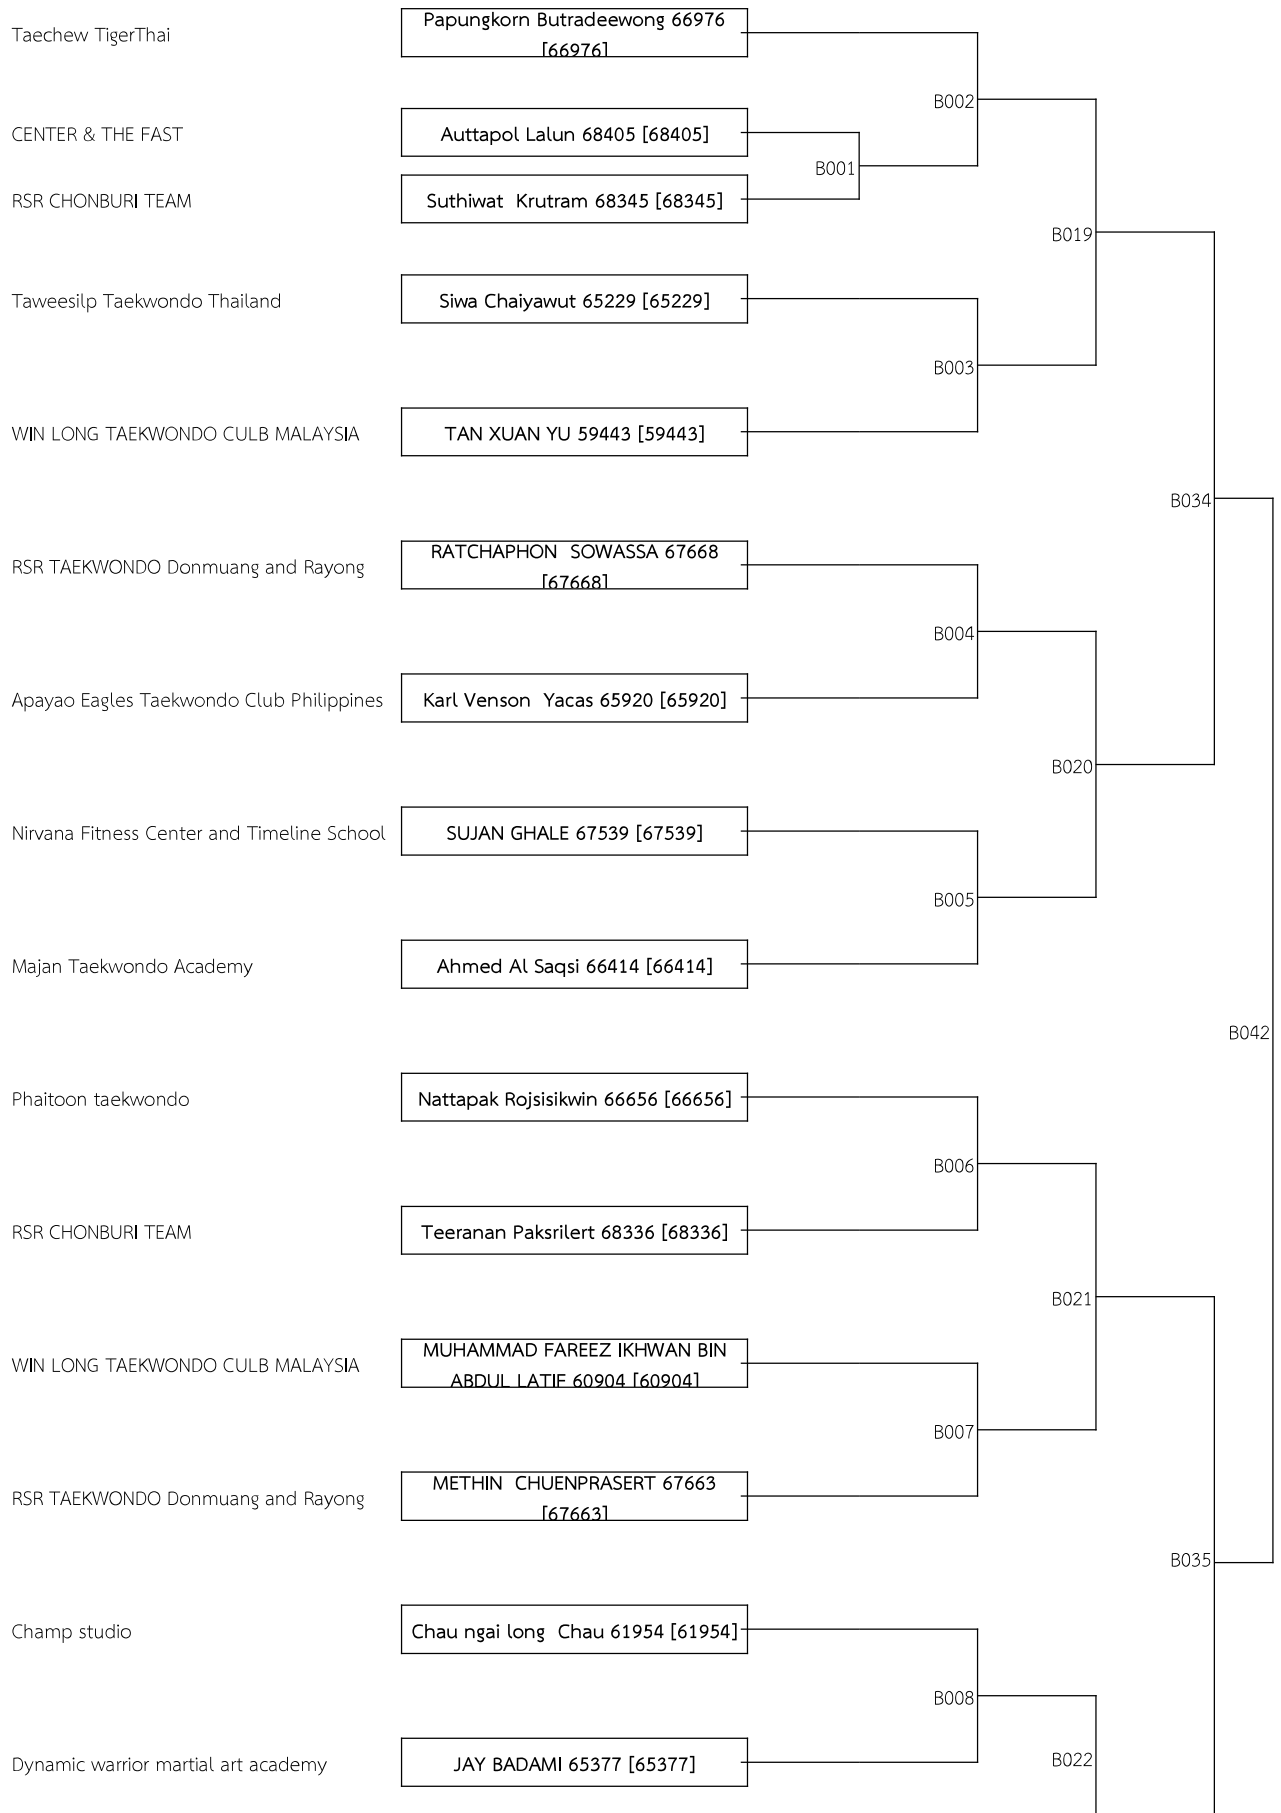 Taechew TigerThai
Papungkorn Butradeewong 66976
[66976]
B002
CENTER & THE FAST
Auttapol Lalun 68405 [68405]
B001
RSR CHONBURI TEAM
Suthiwat  Krutram 68345 [68345]
B019
Taweesilp Taekwondo Thailand
Siwa Chaiyawut 65229 [65229]
B003
WIN LONG TAEKWONDO CULB MALAYSIA
TAN XUAN YU 59443 [59443]
B034
RSR TAEKWONDO Donmuang and Rayong
RATCHAPHON  SOWASSA 67668
[67668]
B004
Apayao Eagles Taekwondo Club Philippines
Karl Venson  Yacas 65920 [65920]
B020
Nirvana Fitness Center and Timeline School
SUJAN GHALE 67539 [67539]
B005
Majan Taekwondo Academy
Ahmed Al Saqsi 66414 [66414]
B042
Phaitoon taekwondo
Nattapak Rojsisikwin 66656 [66656]
B006
RSR CHONBURI TEAM
Teeranan Paksrilert 68336 [68336]
B021
WIN LONG TAEKWONDO CULB MALAYSIA
MUHAMMAD FAREEZ IKHWAN BIN
ABDUL LATIF 60904 [60904]
B007
RSR TAEKWONDO Donmuang and Rayong
METHIN  CHUENPRASERT 67663
[67663]
B035
Champ studio
Chau ngai long  Chau 61954 [61954]
B008
Dynamic warrior martial art academy
JAY BADAMI 65377 [65377]
B022